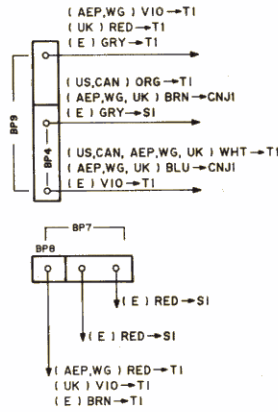 ( AEP,WG ) VIO→T1
( UK ) RED→T1
( E ) GRY→T1
( US,CAN ) ORG→T1
( AEP,WG, UK ) BRN→CNJ1
( E ) GRY→S1
BP9
BP4
( US,CAN, AEP,WG, UK ) WHT→T1
( AEP,WG, UK ) BLU→CNJ1
( E ) VIO→T1
BP7
BP8
( E ) RED→S1
( E ) RED→S1
( AEP,WG ) RED→T1
( UK ) VIO→T1
( E ) BRN→T1